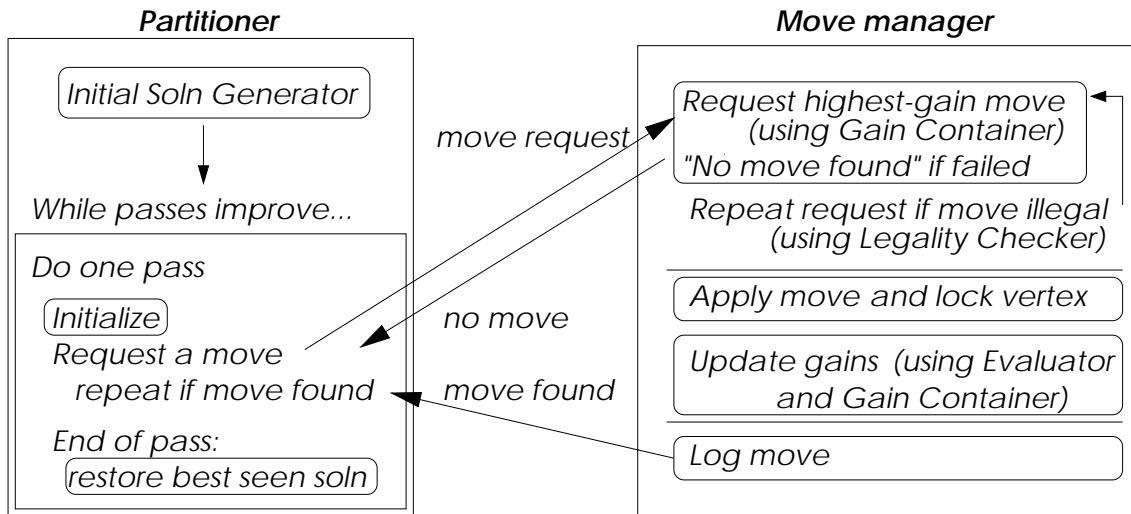 Partitioner
Initial Soln Generator
While passes improve...
Do one pass
Initialize
Request a move
repeat if move found
End of pass:
restore best seen soln
move request
no move
move found
Move manager
Request highest-gain move
(using Gain Container)
"No move found" if failed
Repeat request if move illegal
(using Legality Checker)
Apply move and lock vertex
Update gains (using Evaluator
and Gain Container)
Log move